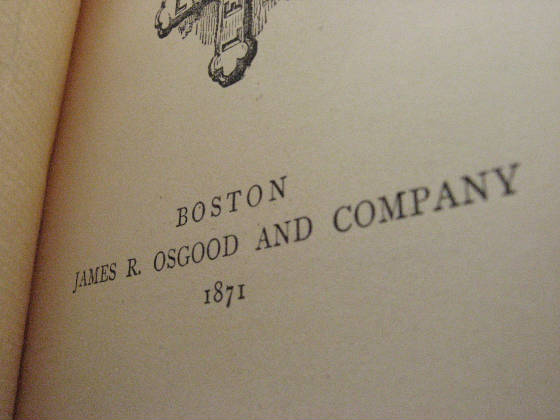 BOSTON
JAMES R. OSGOOD AND COMPANY
1871